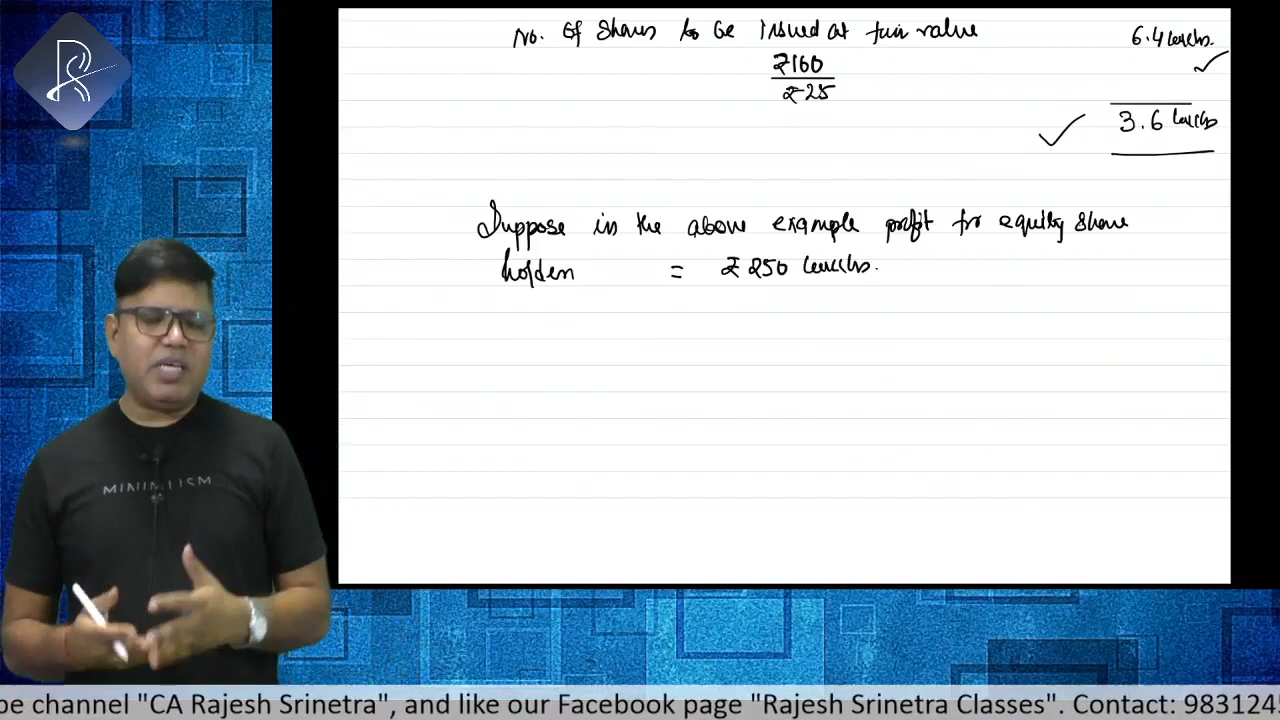 No. of Shares to be issued at fair value 6.4 lakhs.
₹160
₹25
3.6 lakhs
Suppose in the above example profit for equity share
holders = ₹250 lakhs.
MINIMALISM
be channel "CA Rajesh Srinetra", and like our Facebook page "Rajesh Srinetra Classes". Contact: 983124